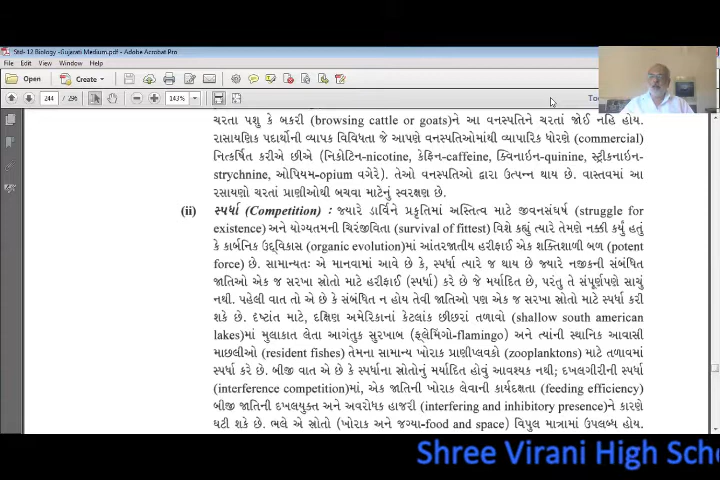 Std- 12 Biology -Gujarati Medium.pdf - Adobe Acrobat Pro
File Edit View Window Help
Open Create
244 / 296 143%
ચરતા પશુ કે બકરી (browsing cattle or goats)ને આ વનસ્પતિને ચરતાં જોઈ નહિ હોય.
રાસાયણિક પદાર્થોની વ્યાપક વિવિધતા જે આપણે વનસ્પતિઓમાંથી વ્યાપારિક ધોરણે (commercial)
નિષ્કર્ષિત કરીએ છીએ (નિકોટિન-nicotine, કેફિન-caffeine, ક્વિનાઇન-quinine, સ્ટ્રીકનાઇન-
strychnine, ઓપિયમ-opium વગેરે). તેઓ વનસ્પતિઓ દ્વારા ઉત્પન્ન થાય છે. વાસ્તવમાં આ
રસાયણો ચરતાં પ્રાણીઓથી બચવા માટેનું સ્વરક્ષણ છે.
(ii) સ્પર્ધા (Competition) : જ્યારે ડાર્વિને પ્રકૃતિમાં અસ્તિત્વ માટે જીવનસંઘર્ષ (struggle for
existence) અને યોગ્યતમની ચિરંજીવિતા (survival of fittest) વિશે કહ્યું ત્યારે તેમણે નક્કી કર્યું હતું
કે કાર્બનિક ઉદ્દવિકાસ (organic evolution)માં આંતરજાતીય હરીફાઈ એક શક્તિશાળી બળ (potent
force) છે. સામાન્યતઃ એ માનવામાં આવે છે કે, સ્પર્ધા ત્યારે જ થાય છે જ્યારે નજીકની સંબંધિત
જાતિઓ એક જ સરખા સ્રોતો માટે હરીફાઈ (સ્પર્ધા) કરે છે જે મર્યાદિત છે, પરંતુ તે સંપૂર્ણપણે સાચું
નથી. પહેલી વાત તો એ છે કે સંબંધિત ન હોય તેવી જાતિઓ પણ એક જ સરખા સ્રોતો માટે સ્પર્ધા કરી
શકે છે. દૃષ્ટાંત માટે, દક્ષિણ અમેરિકાનાં કેટલાંક છીછરાં તળાવો (shallow south american
lakes)માં મુલાકાત લેતા આગંતુક સુરખાબ (ફ્લેમિંગો-flamingo) અને ત્યાંની સ્થાનિક આવાસી
માછલીઓ (resident fishes) તેમના સામાન્ય ખોરાક પ્રાણીપ્લવકો (zooplanktons) માટે તળાવમાં
સ્પર્ધા કરે છે. બીજી વાત એ છે કે સ્પર્ધાના સ્રોતોનું મર્યાદિત હોવું આવશ્યક નથી; દખલગીરીની સ્પર્ધા
(interference competition)માં, એક જાતિની ખોરાક લેવાની કાર્યદક્ષતા (feeding efficiency)
બીજી જાતિની દખલયુક્ત અને અવરોધક હાજરી (interfering and inhibitory presence)ને કારણે
ઘટી શકે છે. ભલે એ સ્રોતો (ખોરાક અને જગ્યા-food and space) વિપુલ માત્રામાં ઉપલબ્ધ હોય.
Shree Virani High Scho